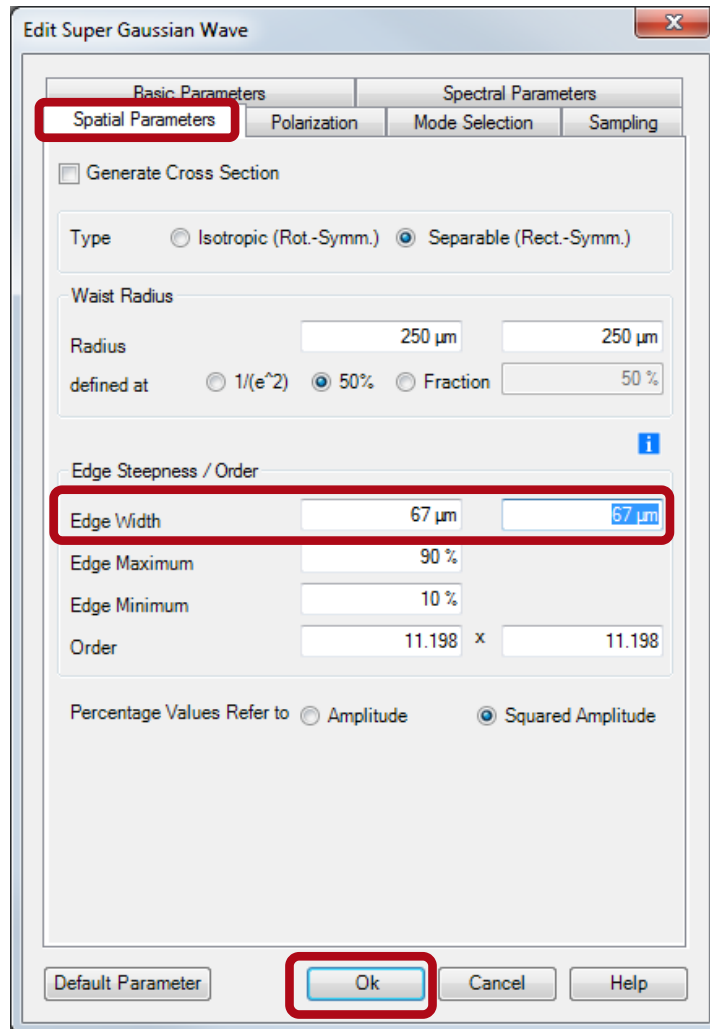 Edit Super Gaussian Wave
x
Basic Parameters Spectral Parameters
Spatial Parameters Polarization Mode Selection Sampling
Generate Cross Section
Type Isotropic (Rot.-Symm.) Separable (Rect.-Symm.)
Waist Radius
Radius 250 µm 250 µm
defined at 1/(e^2) 50% Fraction 50 %
i
Edge Steepness / Order
Edge Width 67 µm 67 µm
Edge Maximum 90 %
Edge Minimum 10 %
Order 11.198 x 11.198
Percentage Values Refer to Amplitude Squared Amplitude
Default Parameter Ok Cancel Help